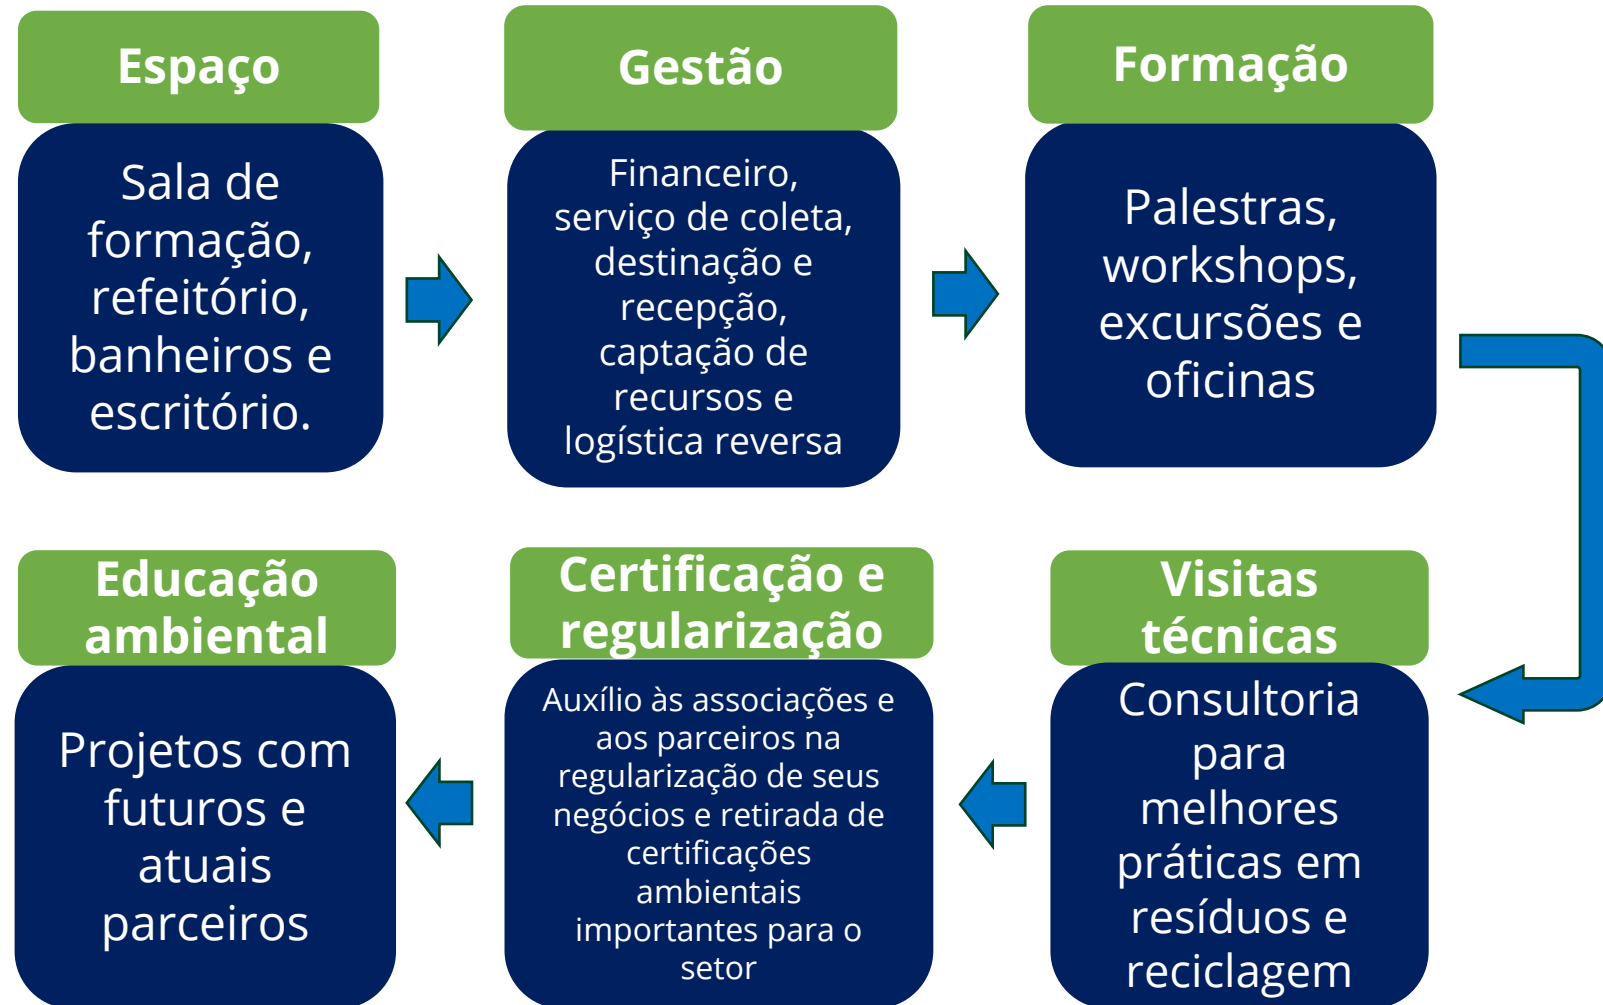 Espaço
Sala de
formação,
refeitório,
banheiros e
escritório.
Gestão
Financeiro,
serviço de coleta,
destinação e
recepção,
captação de
recursos e
logística reversa
Formação
Palestras,
workshops,
excursões e
oficinas
Visitas
técnicas
Consultoria
para
melhores
práticas em
resíduos e
reciclagem
Certificação e
regularização
Auxílio às associações e
aos parceiros na
regularização de seus
negócios e retirada de
certificações
ambientais
importantes para o
setor
Educação
ambiental
Projetos com
futuros e
atuais
parceiros